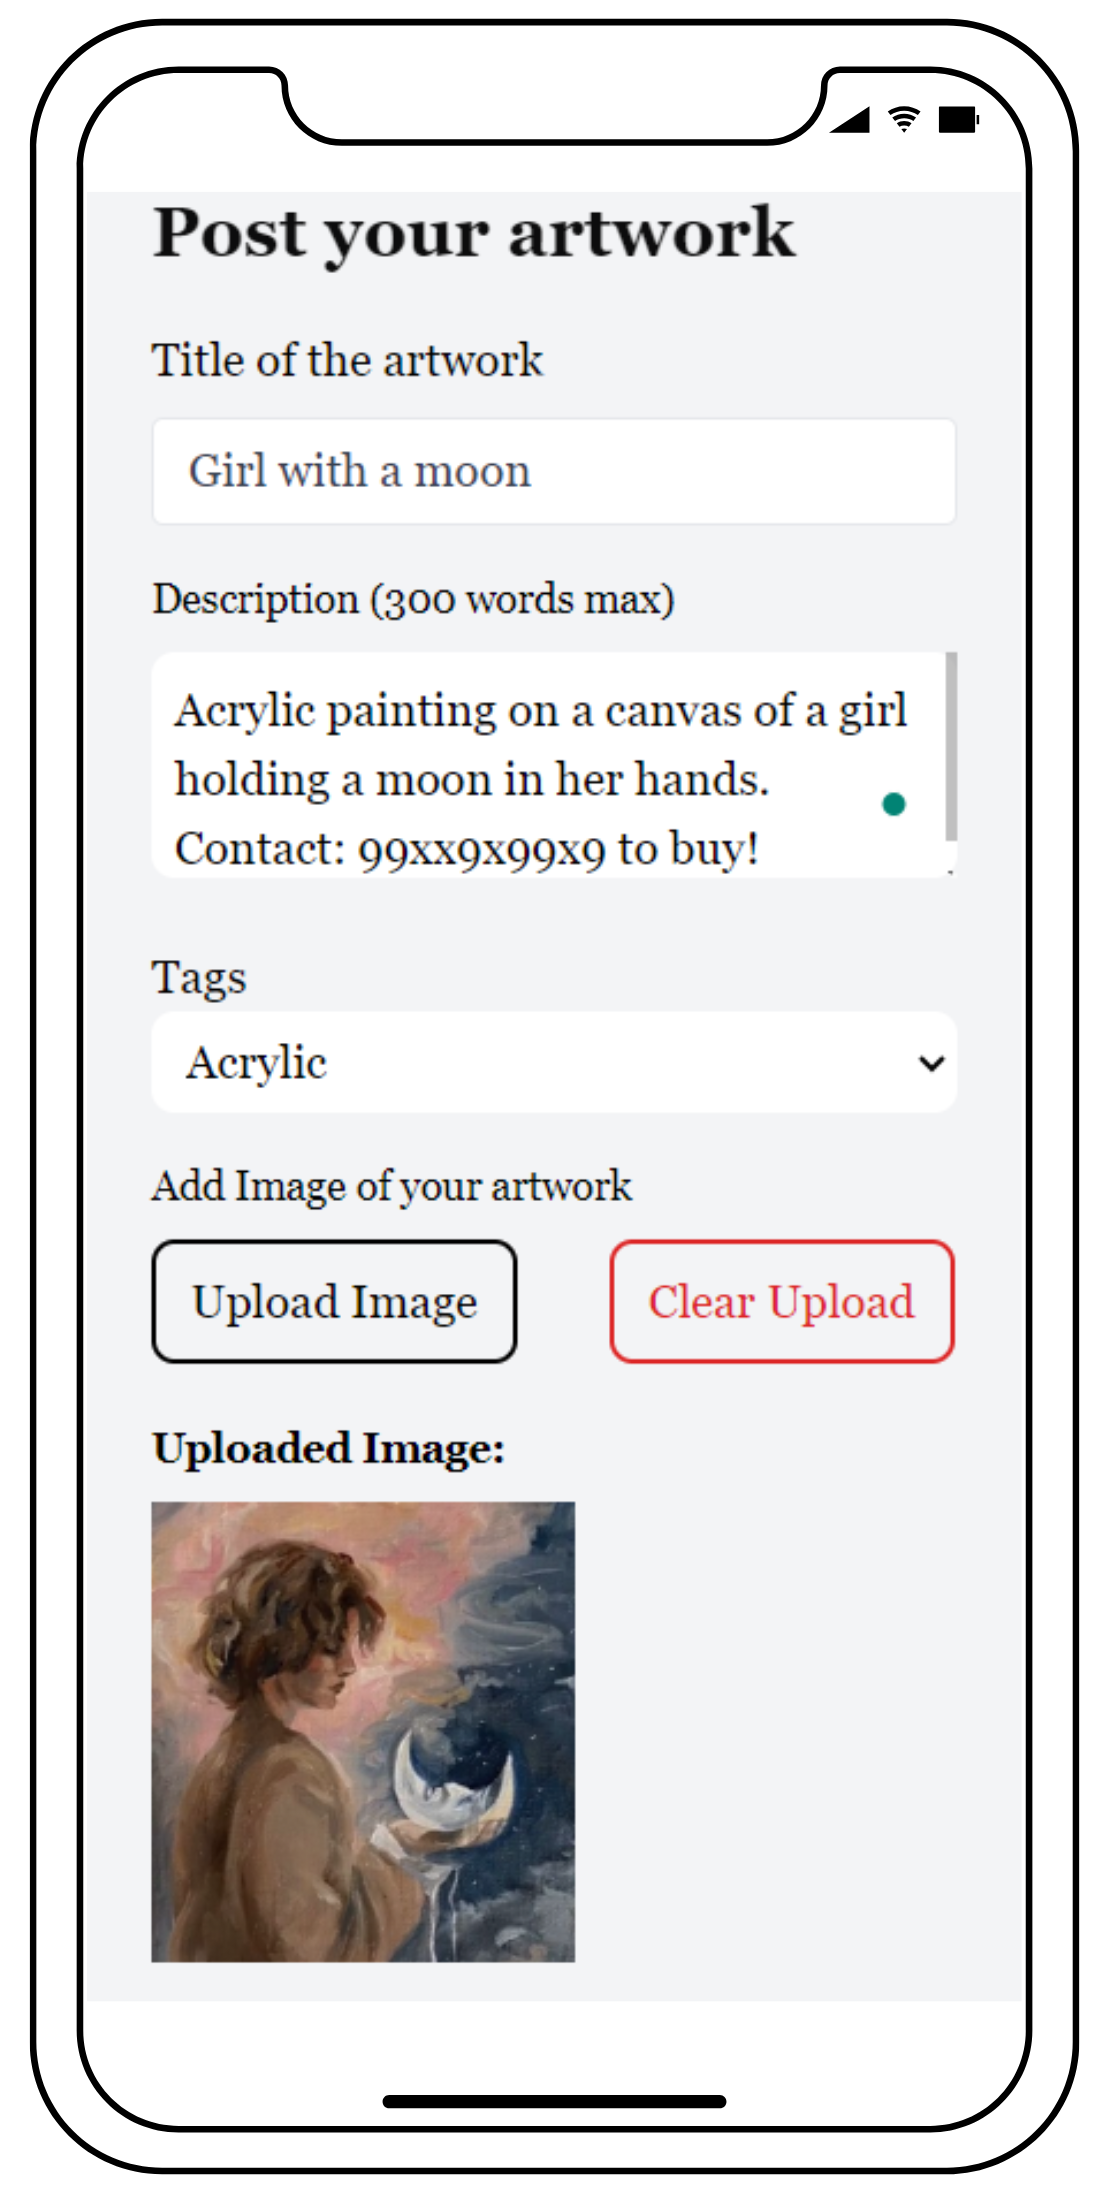 Post your artwork
Title of the artwork
Girl with a moon
Description (300 words max)
Acrylic painting on a canvas of a girl
holding a moon in her hands.
Contact: 99xx9x99x9 to buy!
Tags
Acrylic
Add Image of your artwork
Upload Image
Clear Upload
Uploaded Image: